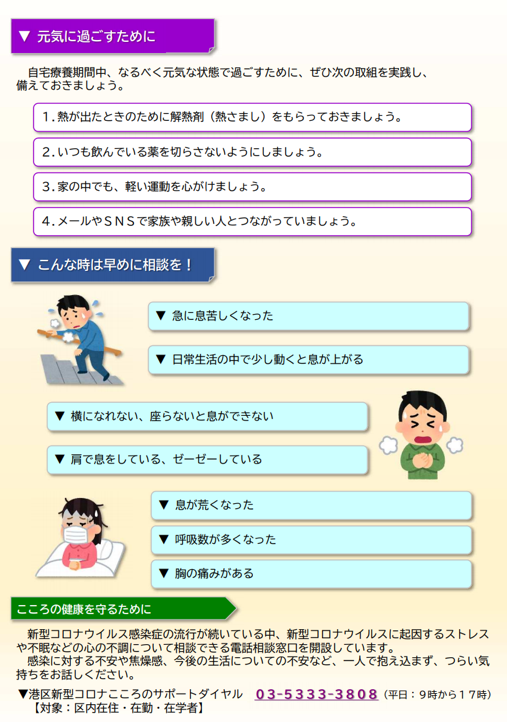 ▼ 元気に過ごすために
自宅療養期間中、なるべく元気な状態で過ごすために、ぜひ次の取組を実践し、
備えておきましょう。
１．熱が出たときのために解熱剤（熱さまし）をもらっておきましょう。
２．いつも飲んでいる薬を切らさないようにしましょう。
３．家の中でも、軽い運動を心がけましょう。
４．メールやＳＮＳで家族や親しい人とつながっていましょう。
▼ こんな時は早めに相談を！
▼ 急に息苦しくなった
▼ 日常生活の中で少し動くと息が上がる
▼ 横になれない、座らないと息ができない
▼ 肩で息をしている、ゼーゼーしている
▼ 息が荒くなった
▼ 呼吸数が多くなった
▼ 胸の痛みがある
こころの健康を守るために
新型コロナウイルス感染症の流行が続いている中、新型コロナウイルスに起因するストレス
や不眠などの心の不調について相談できる電話相談窓口を開設しています。
感染に対する不安や焦燥感、今後の生活についての不安など、一人で抱え込まず、つらい気
持ちをお話しください。
▼港区新型コロナこころのサポートダイヤル　０３-５３３３-３８０８（平日：９時から１７時）
【対象：区内在住・在勤・在学者】